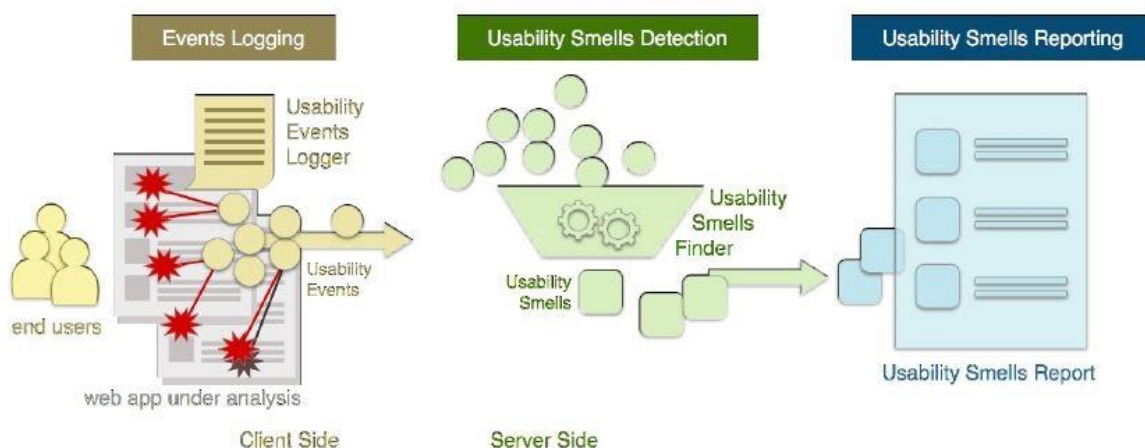 Events Logging
Usability Smells Detection
Usability Smells Reporting
Usability
Events
Logger
Usability
Smells
Finder
Usability
Events
Usability
Smells
end users
web app under analysis
Usability Smells Report
Client Side
Server Side